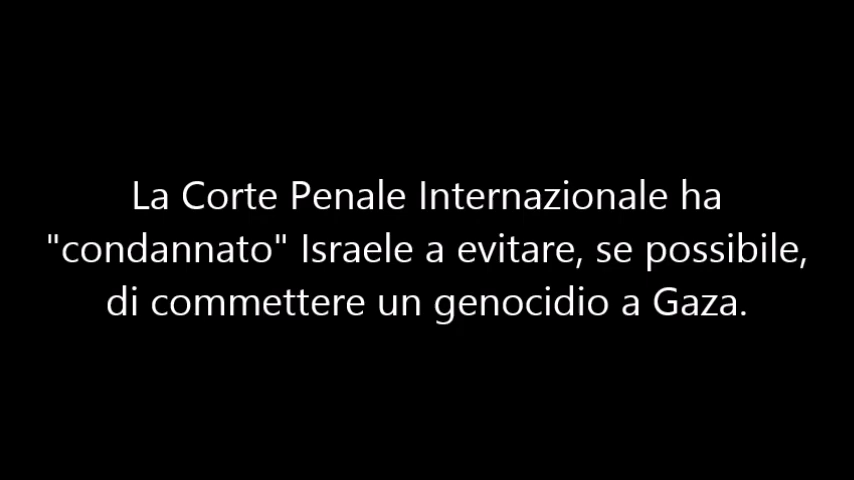 La Corte Penale Internazionale ha
"condannato" Israele a evitare, se possibile,
di commettere un genocidio a Gaza.